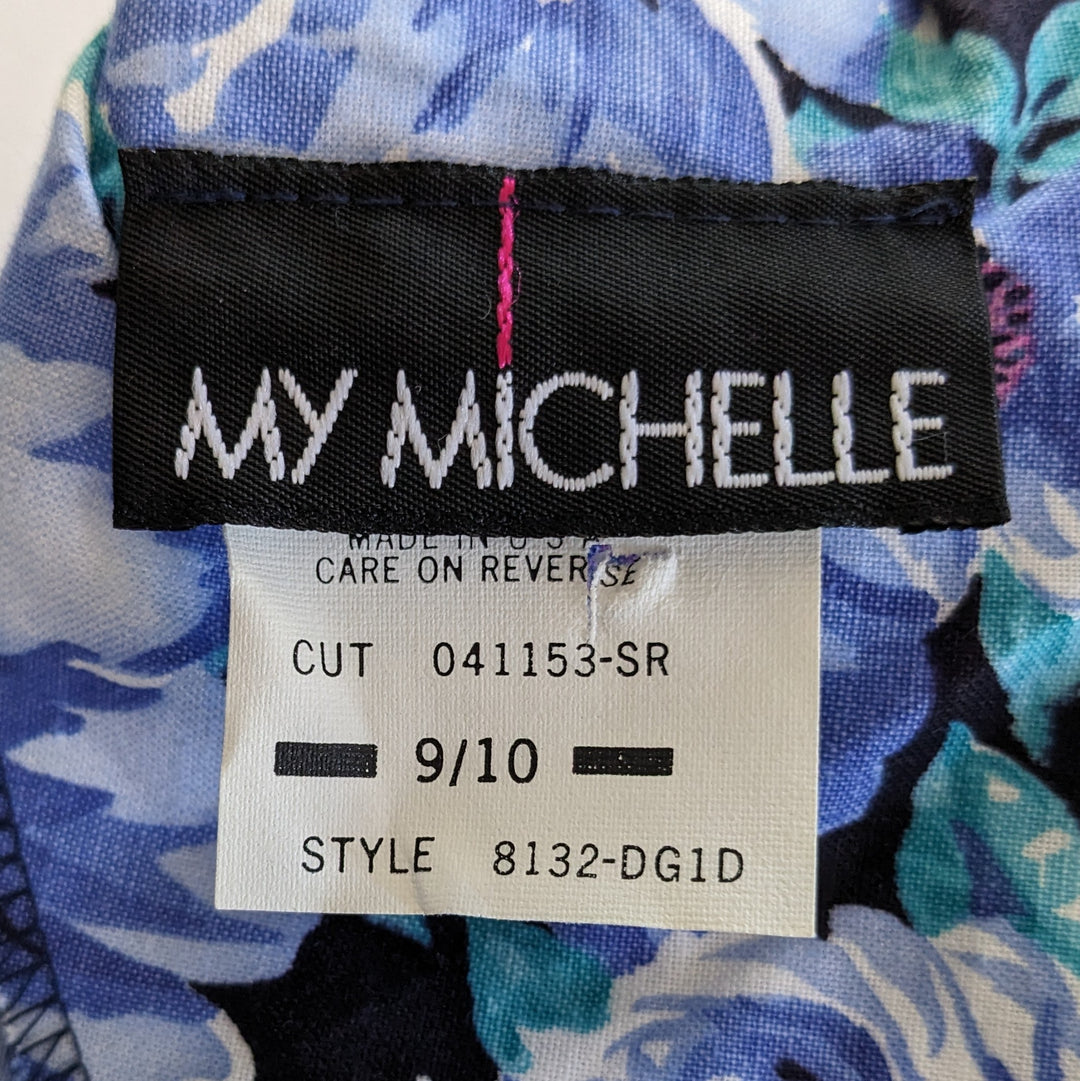 MY MICHELLE
MADE IN U S A
CARE ON REVERSE
CUT 041153-SR
9/10
STYLE 8132-DG1D